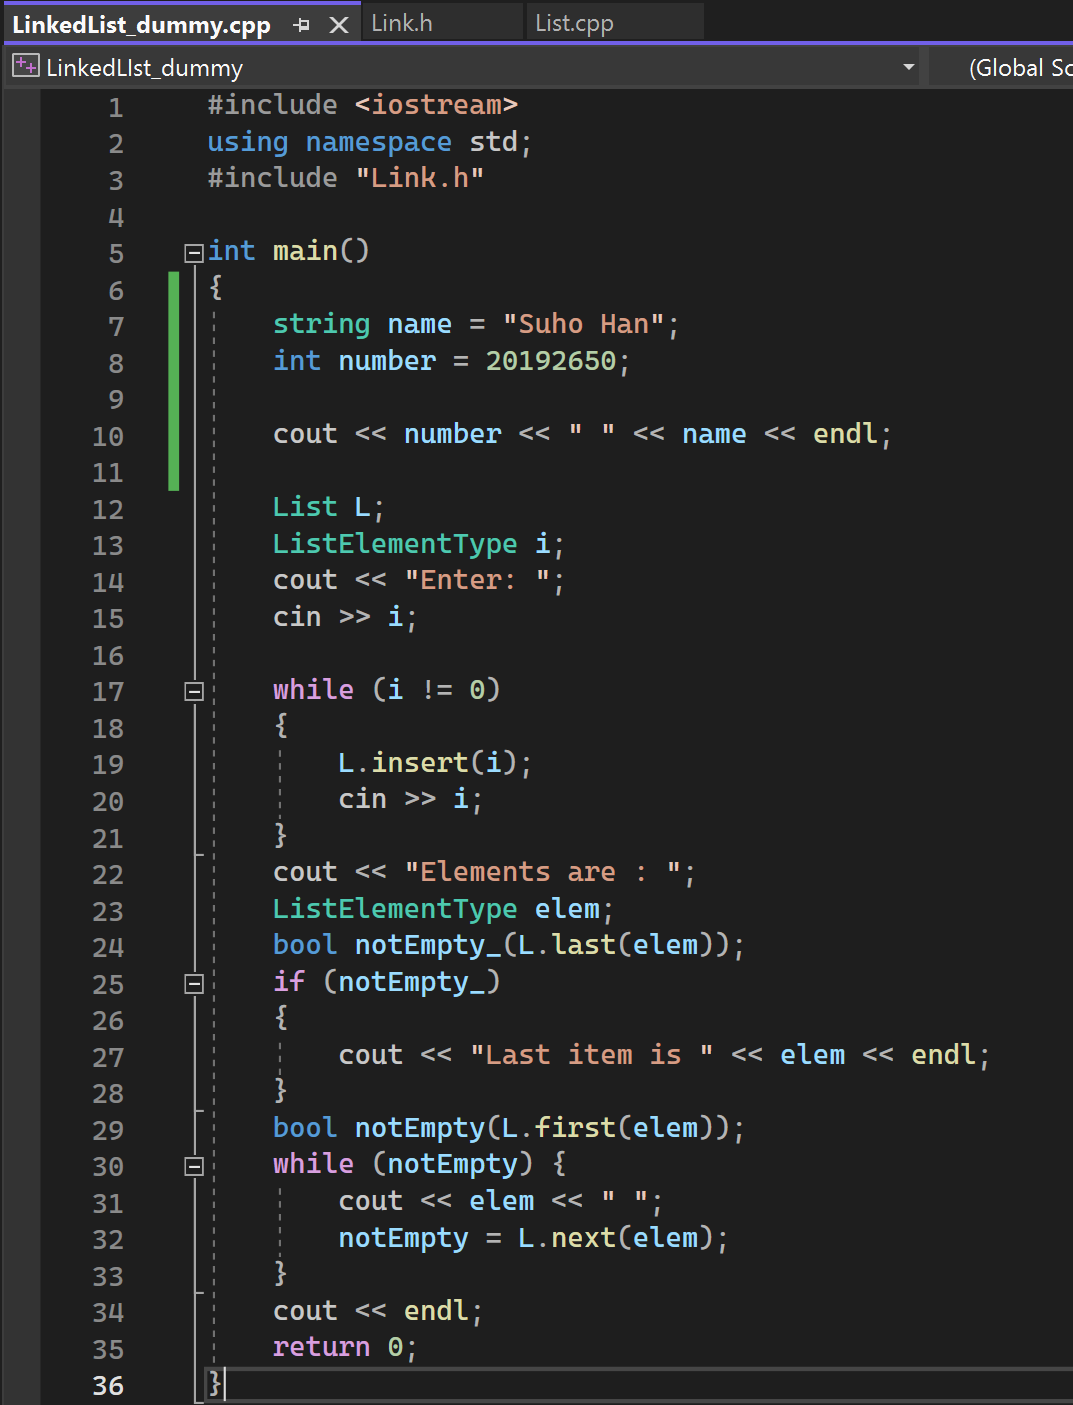 LinkedList_dummy.cpp Link.h List.cpp
LinkedLIst_dummy (Global Sc
1 #include <iostream>
2 using namespace std;
3 #include "Link.h"
4
5 int main()
6 {
7 string name = "Suho Han";
8 int number = 20192650;
9
10 cout << number << " " << name << endl;
11
12 List L;
13 ListElementType i;
14 cout << "Enter: ";
15 cin >> i;
16
17 while (i != 0)
18 {
19 L.insert(i);
20 cin >> i;
21 }
22 cout << "Elements are : ";
23 ListElementType elem;
24 bool notEmpty_(L.last(elem));
25 if (notEmpty_)
26 {
27 cout << "Last item is " << elem << endl;
28 }
29 bool notEmpty(L.first(elem));
30 while (notEmpty) {
31 cout << elem << " ";
32 notEmpty = L.next(elem);
33 }
34 cout << endl;
35 return 0;
36 }